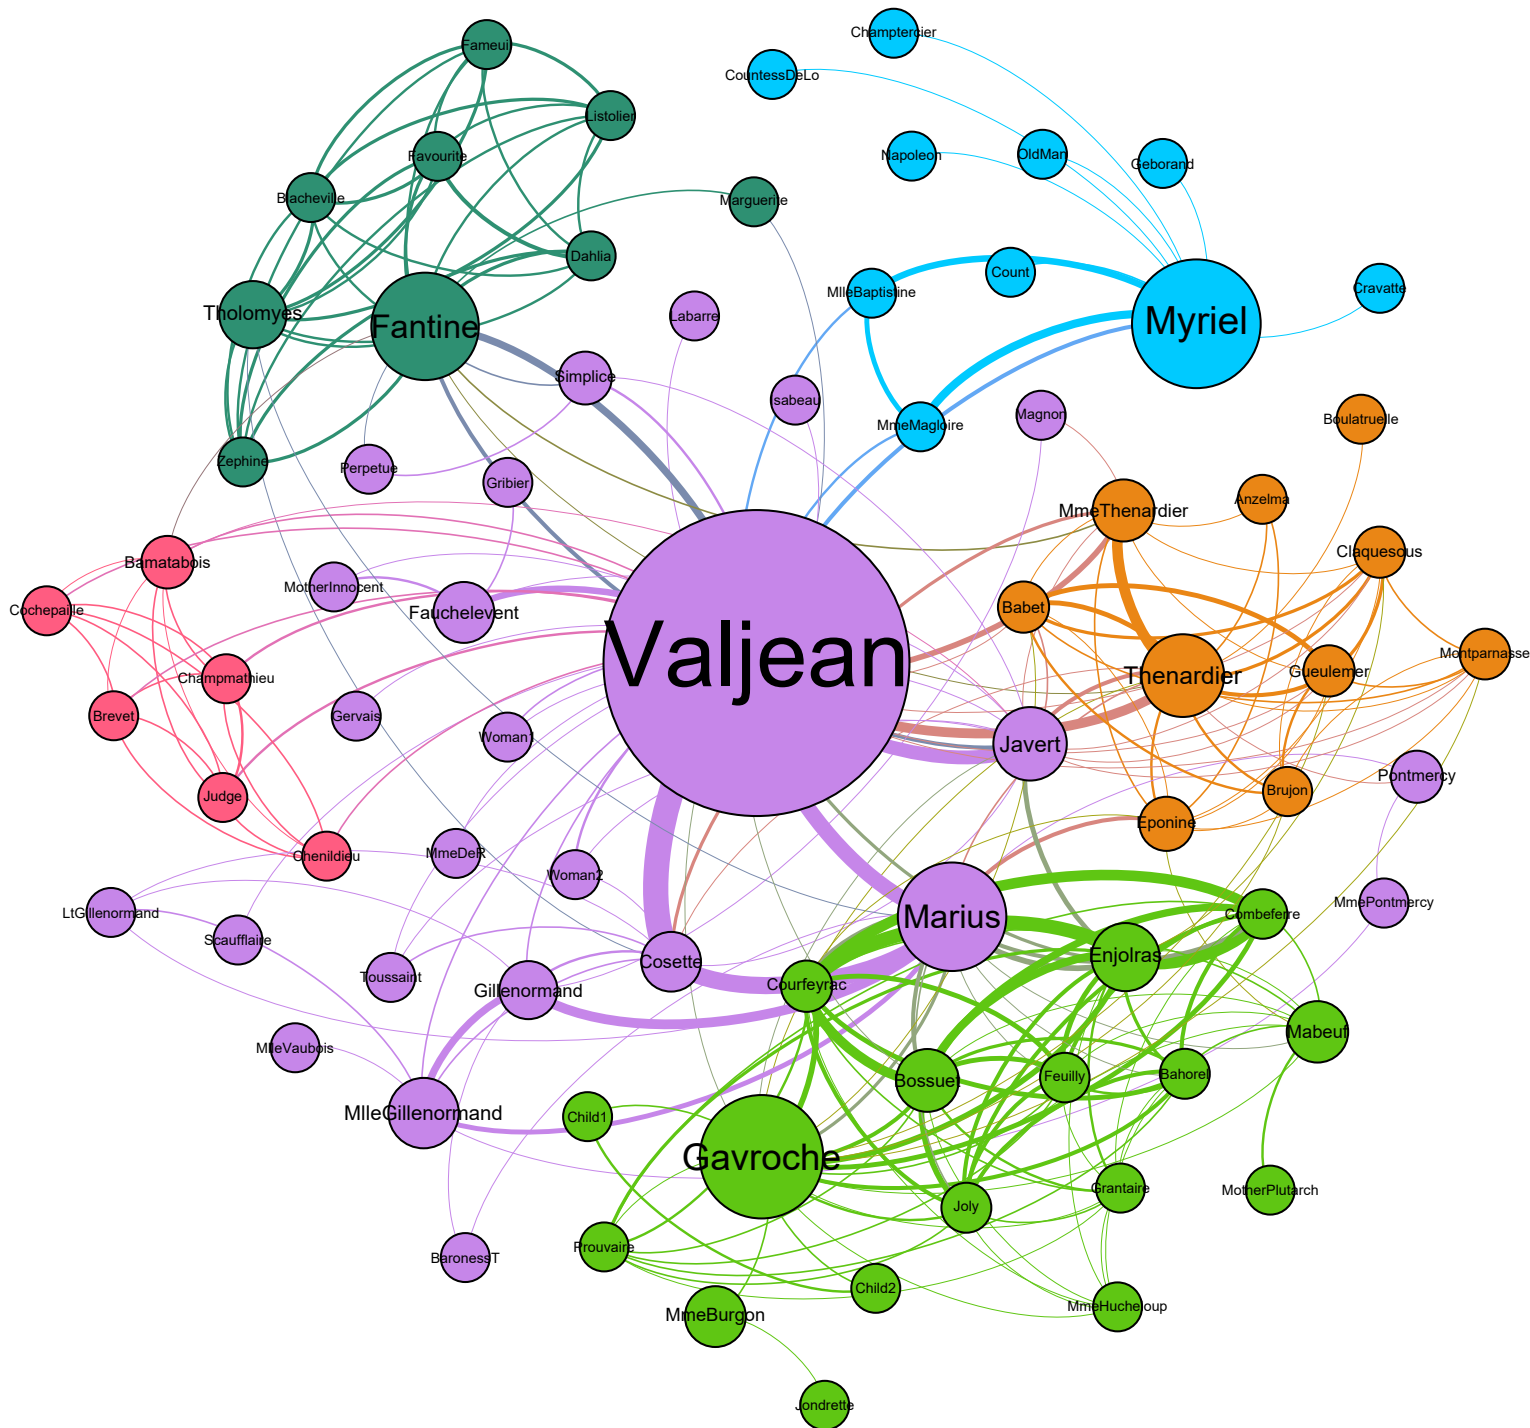 Champtercier
Fameuil
CountessDeLo
Listolier
Napoleon
OldMan
Geborand
Favourite
Blacheville
Marguerite
Dahlia
Count
MlleBaptistine
Cravatte
Tholomyes
Fantine
Labarre
Myriel
Simplice
Isabeau
Magnon
Boulatruelle
MmeMagloire
Zephine
Perpetue
Gribier
Anzelma
MmeThenardier
Claquesous
Bamatabois
MotherInnocent
Cochepaille
Fauchelevent
Babet
Valjean
Montparnasse
Champmathieu
Thenardier
Gueulemer
Brevet
Gervais
Woman1
Javert
Pontmercy
Judge
Brujon
Eponine
Chenildieu
MmeDeR
Woman2
MmePontmercy
LtGillenormand
Marius
Combeferre
Scaufflaire
Enjolras
Cosette
Toussaint
Gillenormand
Courfeyrac
Mabeuf
MlleVaubois
Bossuet
Feuilly
Bahorel
MlleGillenormand
Child1
Gavroche
Grantaire
MotherPlutarch
Joly
Prouvaire
BaronessT
Child2
MmeBurgon
MmeHucheloup
Jondrette